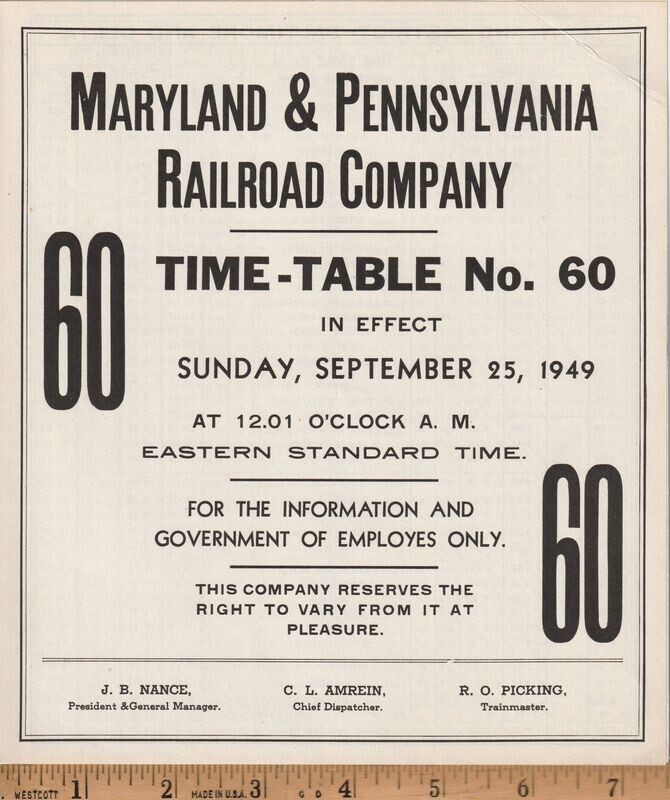 MARYLAND & PENNSYLVANIA
RAILROAD COMPANY
60
TIME-TABLE No. 60
IN EFFECT
SUNDAY, SEPTEMBER 25, 1949
AT 12.01 O'CLOCK A. M.
EASTERN STANDARD TIME.
FOR THE INFORMATION AND
GOVERNMENT OF EMPLOYES ONLY.
60
THIS COMPANY RESERVES THE
RIGHT TO VARY FROM IT AT
PLEASURE.
J. B. NANCE,
President &General Manager.
C. L. AMREIN,
Chief Dispatcher.
R. O. PICKING,
Trainmaster.
WESTCOTT 1 2 MADE IN U.S.A. 3 G D 4 5 6 7